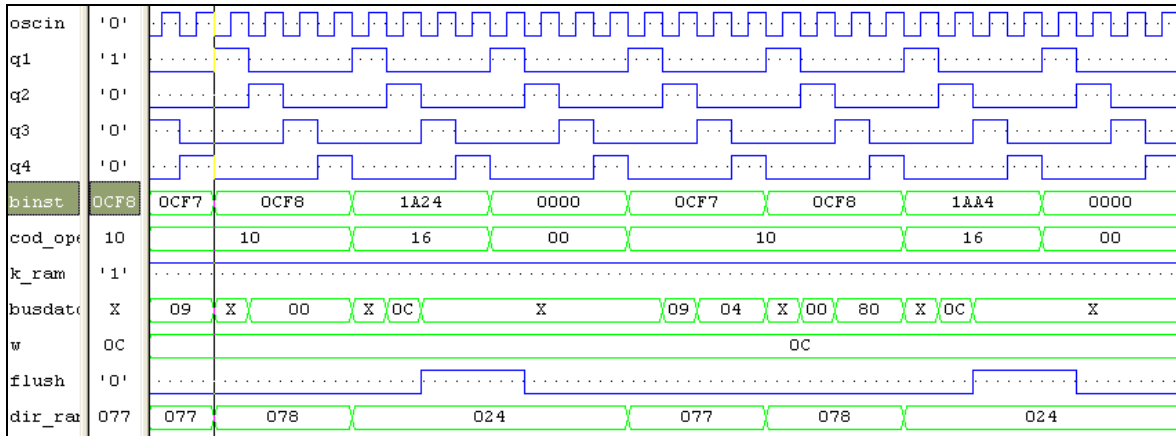 oscin '0'
q1 '1'
q2 '0'
q3 '0'
q4 '0'
binst 0CF8 0CF7 0CF8 1A24 0000 0CF7 0CF8 1AA4 0000
cod_ope 10 10 16 00 10 16 00
k_ram '1'
busdato X 09 X 00 X 0C X 09 04 X 00 80 X 0C X
w 0C 0C
flush '0'
dir_ram 077 077 078 024 077 078 024